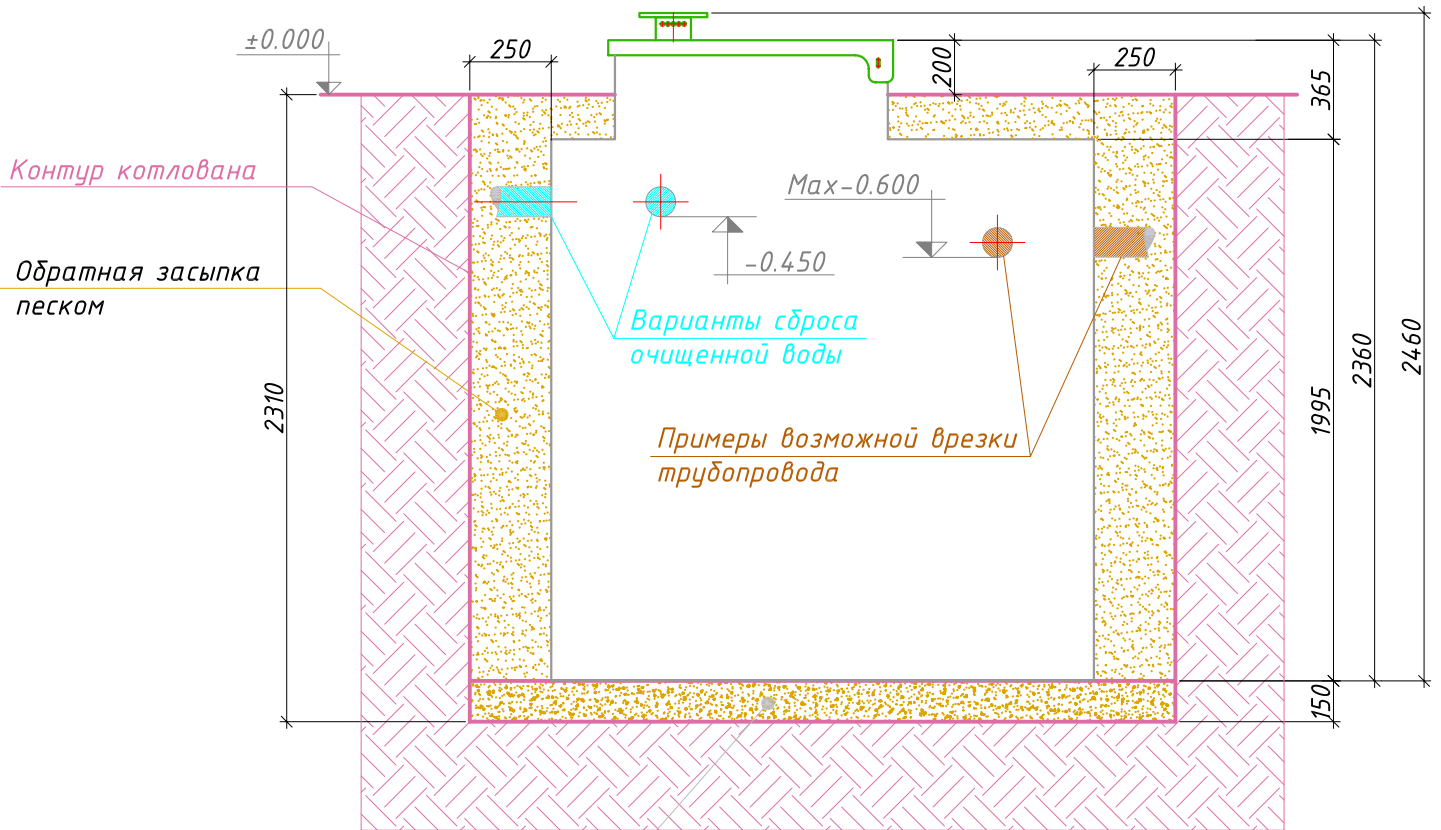 ±0.000
250
200
250
365
Контур котлована
Max-0.600
Обратная засыпка
песком
-0.450
Варианты сброса
очищенной воды
2310
1995
2360
2460
Примеры возможной врезки
трубопровода
150